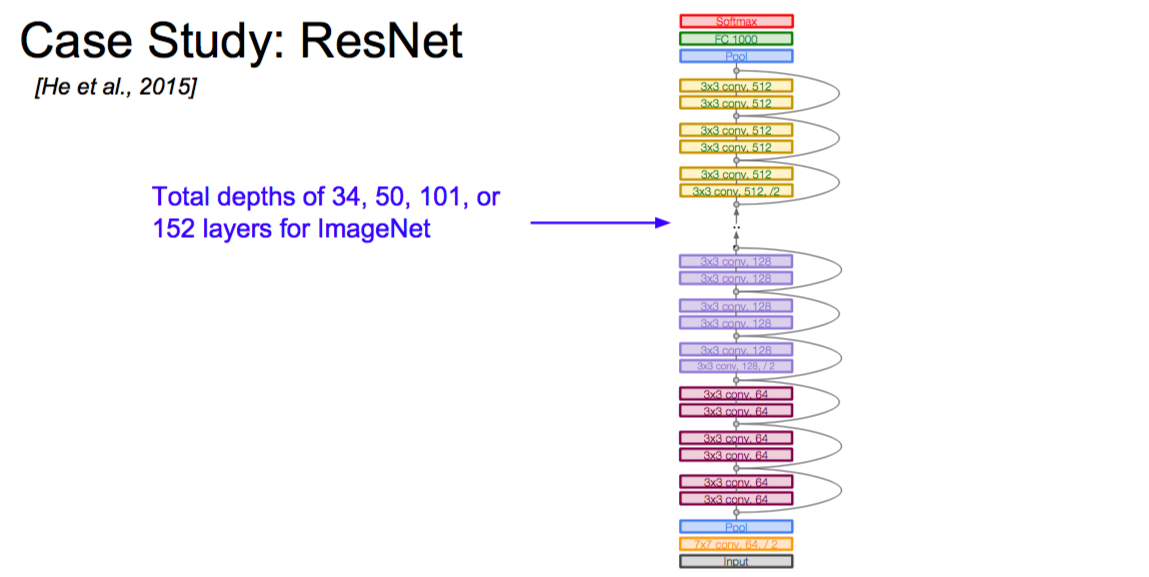 Case Study: ResNet
[He et al., 2015]
Total depths of 34, 50, 101, or
152 layers for ImageNet
Softmax
FC 1000
Pool
3x3 conv, 512
3x3 conv, 512
3x3 conv, 512
3x3 conv, 512
3x3 conv, 512
3x3 conv, 512, /2
..
3x3 conv, 128
3x3 conv, 128
3x3 conv, 128
3x3 conv, 128
3x3 conv, 128
3x3 conv, 128, / 2
3x3 conv, 64
3x3 conv, 64
3x3 conv, 64
3x3 conv, 64
3x3 conv, 64
3x3 conv, 64
Pool
7x7 conv, 64, / 2
Input